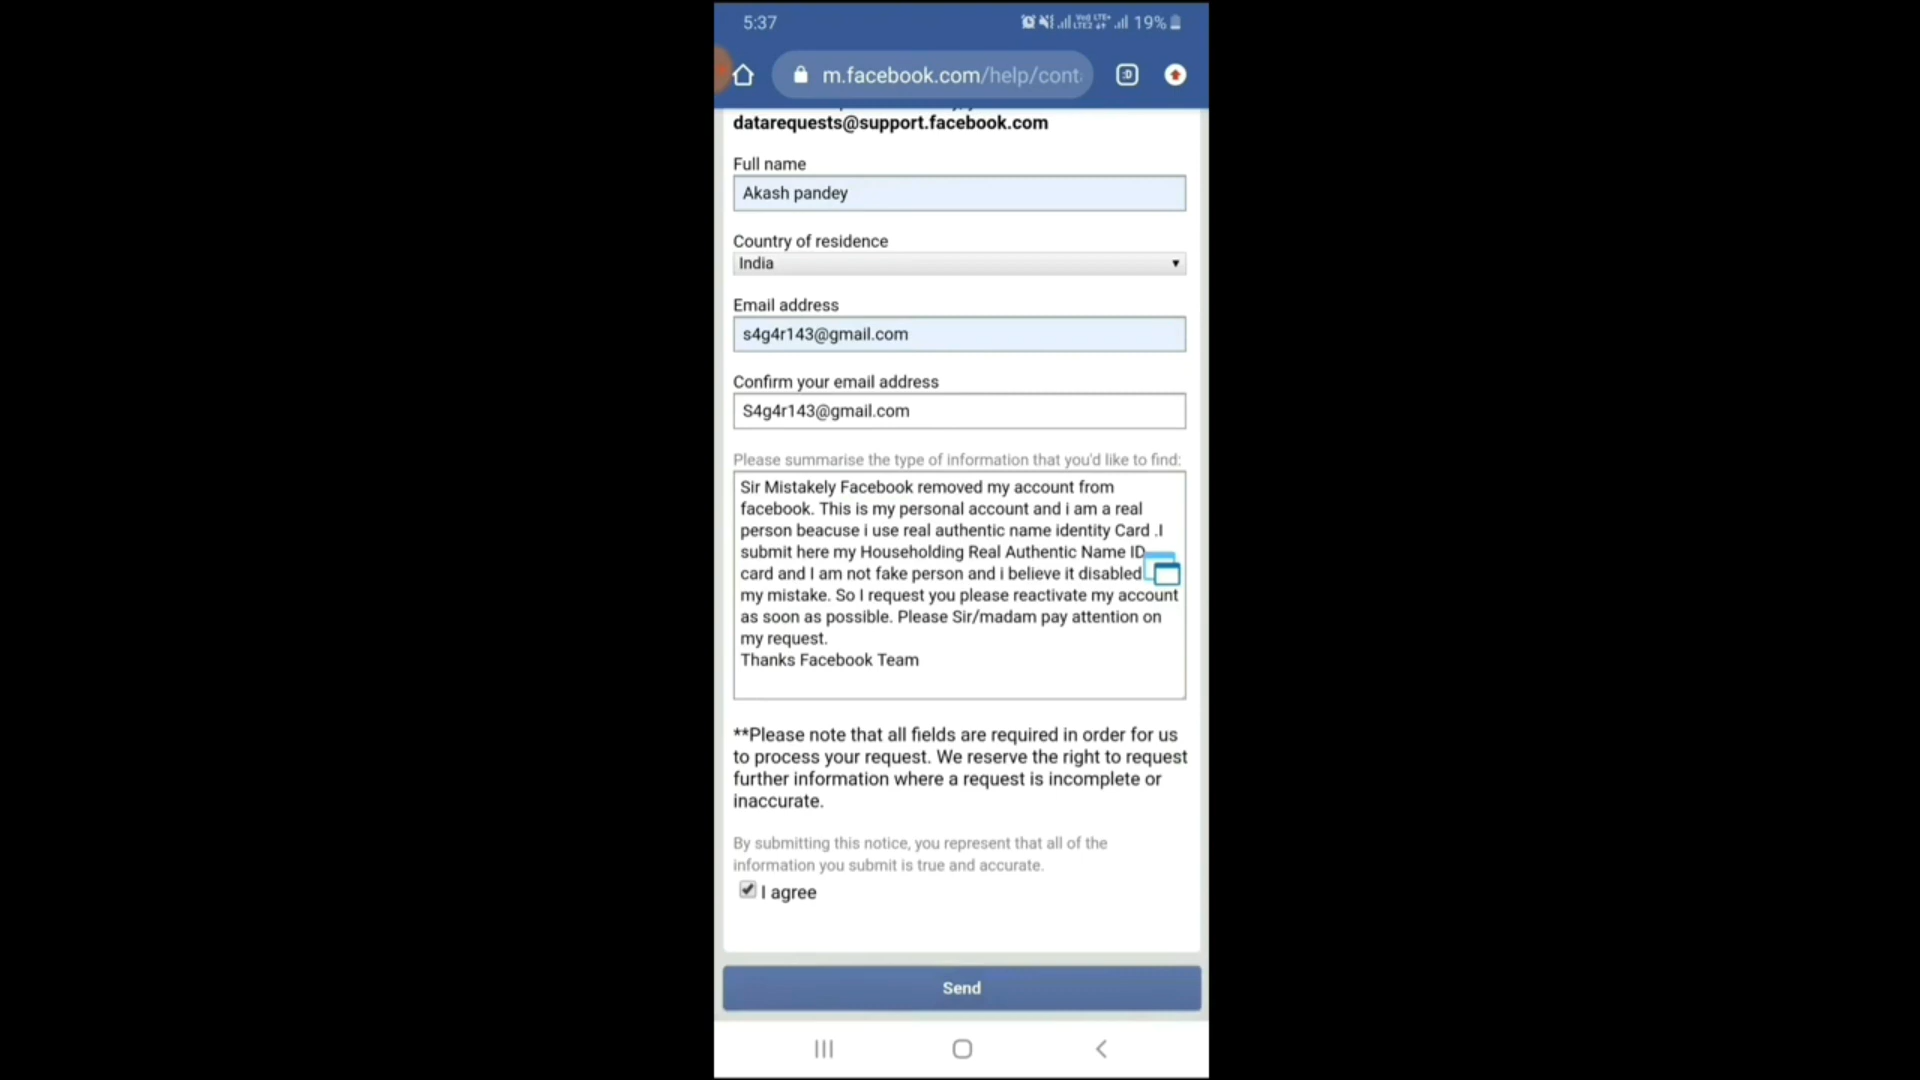 5:37
19%
m.facebook.com/help/cont
:D
datarequests@support.facebook.com
Full name
Akash pandey
Country of residence
India
Email address
s4g4r143@gmail.com
Confirm your email address
S4g4r143@gmail.com
Please summarise the type of information that you'd like to find:
Sir Mistakely Facebook removed my account from
facebook. This is my personal account and i am a real
person beacuse i use real authentic name identity Card .I
submit here my Householding Real Authentic Name ID
card and I am not fake person and i believe it disabled
my mistake. So I request you please reactivate my account
as soon as possible. Please Sir/madam pay attention on
my request.
Thanks Facebook Team
**Please note that all fields are required in order for us
to process your request. We reserve the right to request
further information where a request is incomplete or
inaccurate.
By submitting this notice, you represent that all of the
information you submit is true and accurate.
I agree
Send